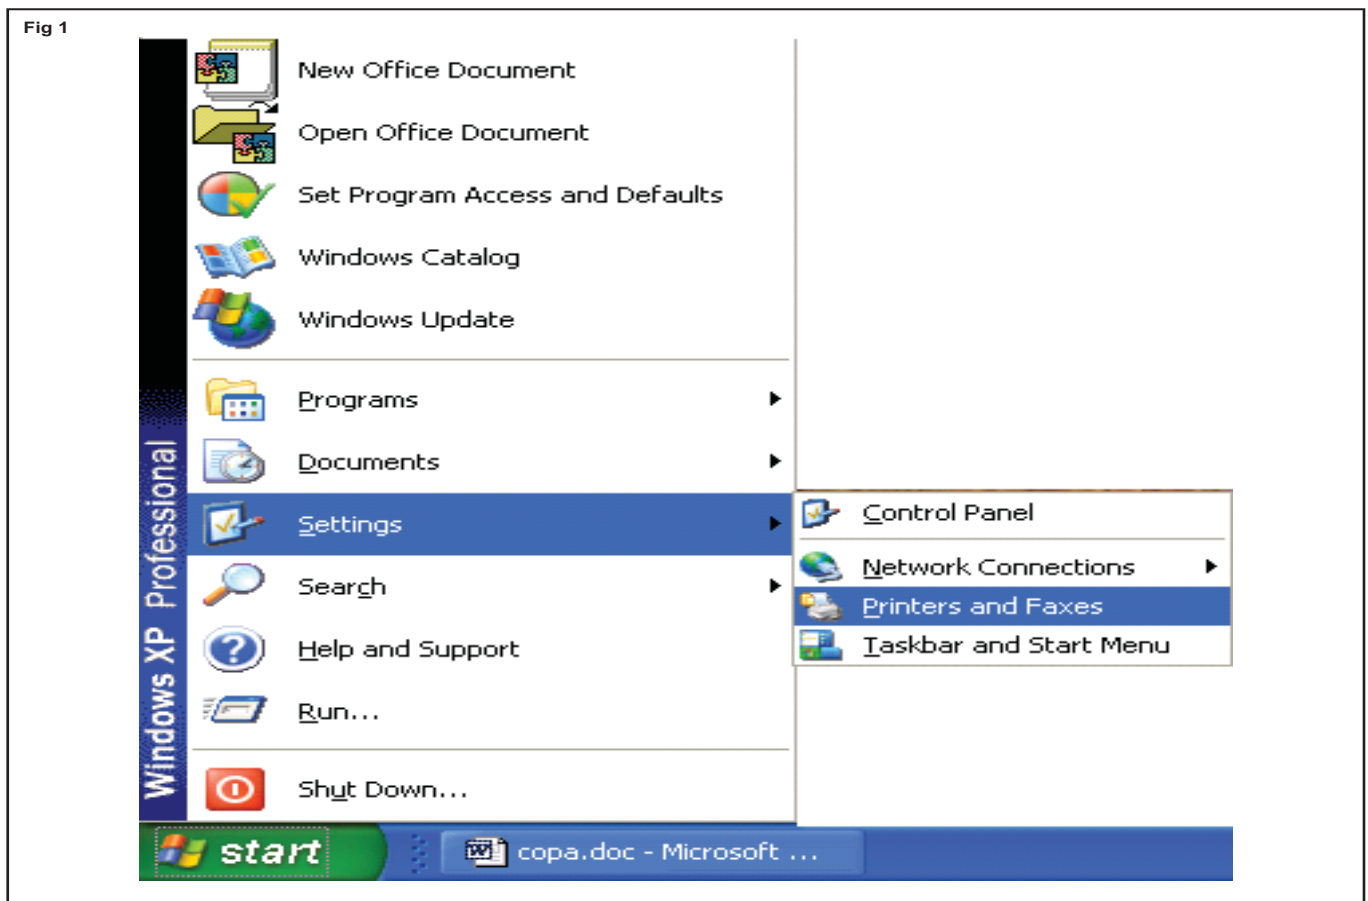 Fig 1
New Office Document
Open Office Document
Set Program Access and Defaults
Windows Catalog
Windows Update
Programs
Documents
Settings
Search
Help and Support
Run...
Shut Down...
Control Panel
Network Connections
Printers and Faxes
Taskbar and Start Menu
Windows XP Professional
start
copa.doc - Microsoft ...